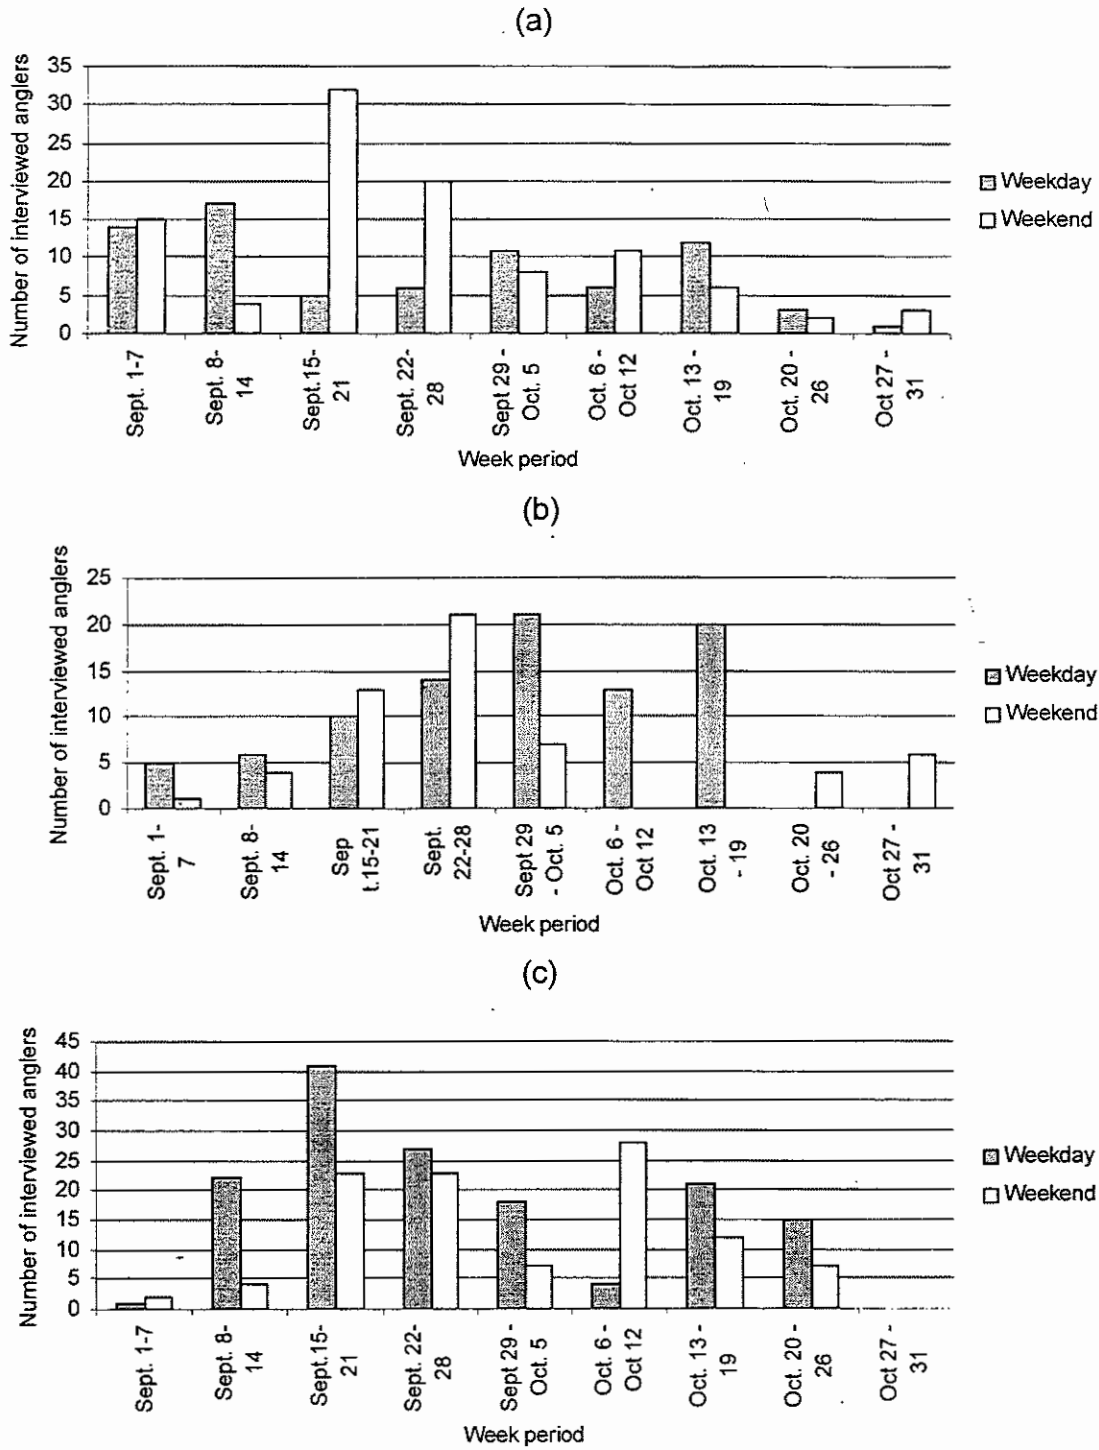 (a)
Number of interviewed anglers
35
30
25
20
15
10
5
0
Weekday
Weekend
Sept. 1-7
Sept. 8-
14
Sept.15-
21
Sept. 22-
28
Sept 29 -
Oct. 5
Oct. 6 -
Oct 12
Oct. 13 -
19
Oct. 20 -
26
Oct 27 -
31
Week period
(b)
Number of interviewed anglers
25
20
15
10
5
0
Weekday
Weekend
Sept. 1-
7
Sept. 8-
14
Sep
t.15-21
Sept.
22-28
Sept 29
- Oct. 5
Oct. 6 -
Oct 12
Oct. 13
- 19
Oct. 20
- 26
Oct 27 -
31
Week period
(c)
Number of interviewed anglers
45
40
35
30
25
20
15
10
5
0
Weekday
Weekend
Sept. 1-7
Sept. 8-
14
Sept.15-
21
Sept. 22-
28
Sept 29 -
Oct. 5
Oct. 6 -
Oct 12
Oct. 13 -
19
Oct. 20 -
26
Oct 27 -
31
Week period